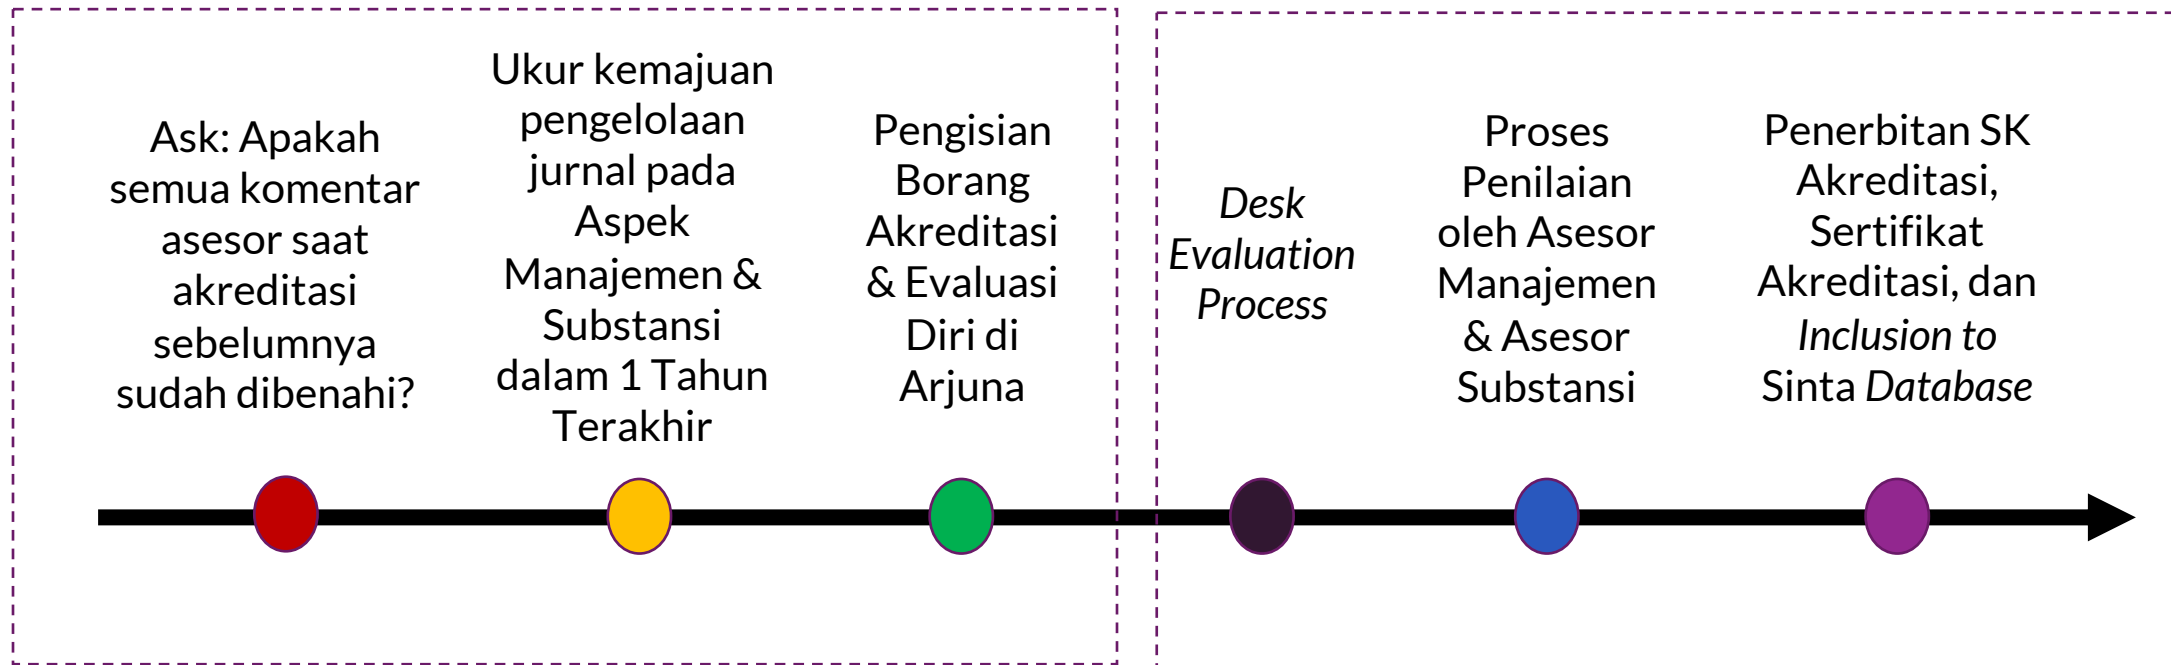 Ask: Apakah
semua komentar
asesor saat
akreditasi
sebelumnya
sudah dibenahi?
Ukur kemajuan
pengelolaan
jurnal pada
Aspek
Manajemen &
Substansi
dalam 1 Tahun
Terakhir
Pengisian
Borang
Akreditasi
& Evaluasi
Diri di
Arjuna
Desk
Evaluation
Process
Proses
Penilaian
oleh Asesor
Manajemen
& Asesor
Substansi
Penerbitan SK
Akreditasi,
Sertifikat
Akreditasi, dan
Inclusion to
Sinta Database